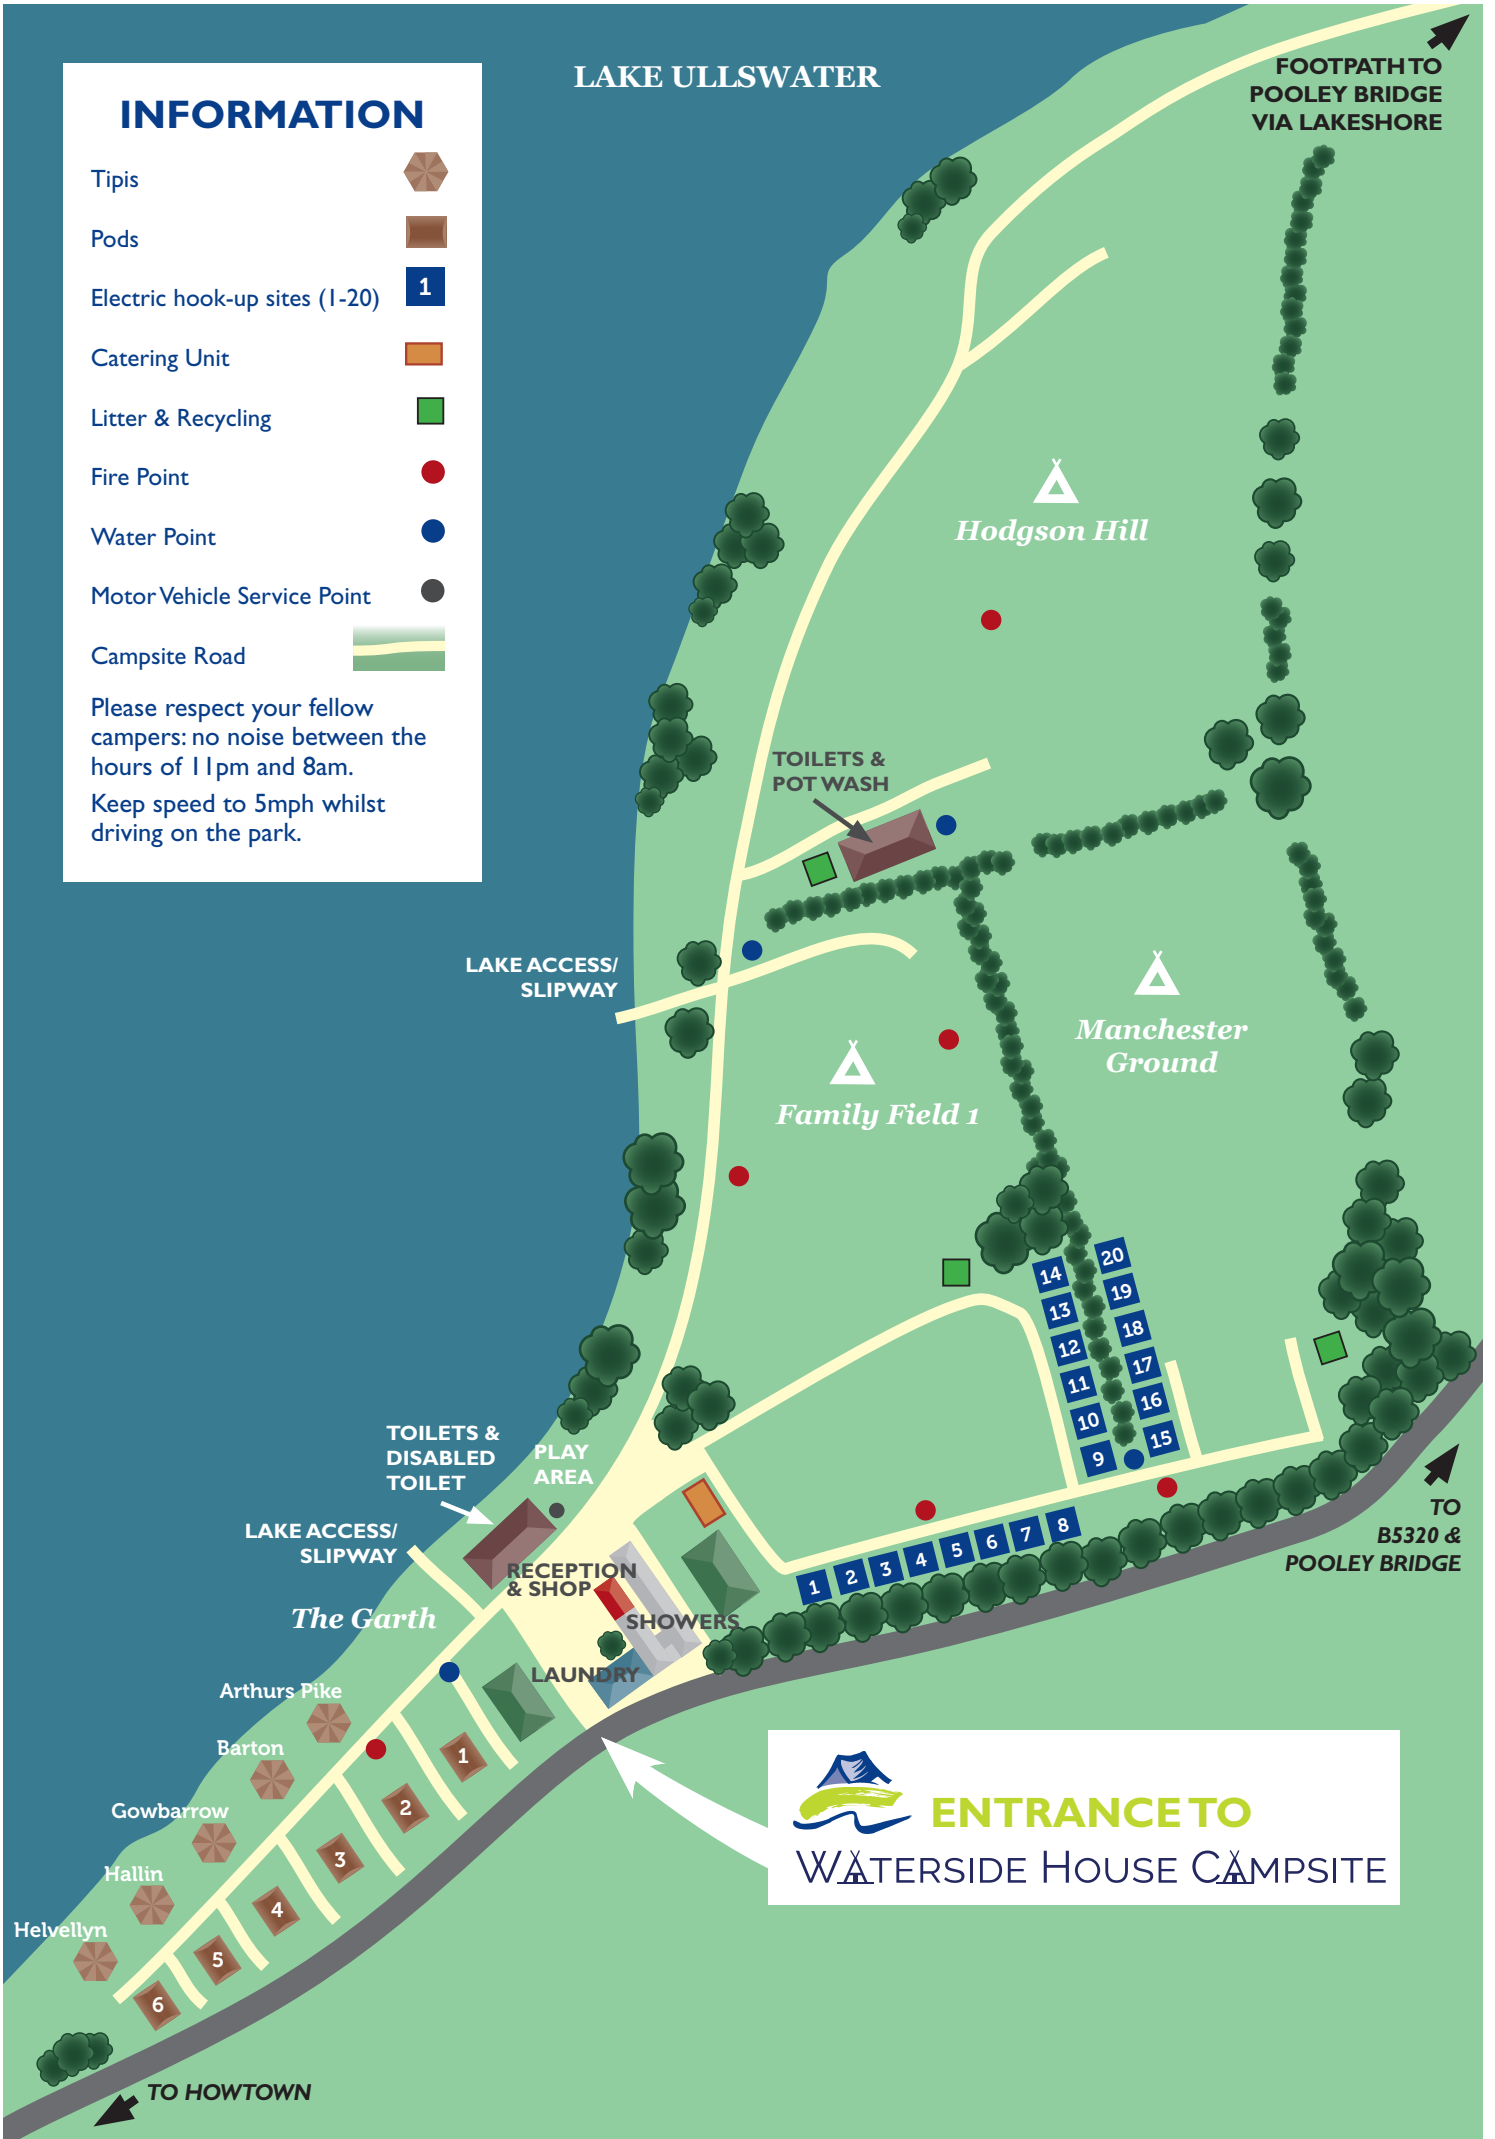 LAKE ULLSWATER
FOOTPATH TO
POOLEY BRIDGE
VIA LAKESHORE
INFORMATION
Tipis
Pods
Electric hook-up sites (1-20)
1
Catering Unit
Litter & Recycling
Fire Point
Water Point
Motor Vehicle Service Point
Campsite Road
Please respect your fellow
campers: no noise between the
hours of 11pm and 8am.
Keep speed to 5mph whilst
driving on the park.
Hodgson Hill
TOILETS &
POT WASH
LAKE ACCESS/
SLIPWAY
Manchester
Ground
Family Field 1
14
13
12
11
10
9
20
19
18
17
16
15
TOILETS &
DISABLED
TOILET
PLAY
AREA
LAKE ACCESS/
SLIPWAY
RECEPTION
& SHOP
SHOWERS
LAUNDRY
1
2
3
4
5
6
7
8
TO
B5320 &
POOLEY BRIDGE
The Garth
Arthurs Pike
Barton
Gowbarrow
Hallin
Helvellyn
1
2
3
4
5
6
ENTRANCE TO
WATERSIDE HOUSE CAMPSITE
TO HOWTOWN